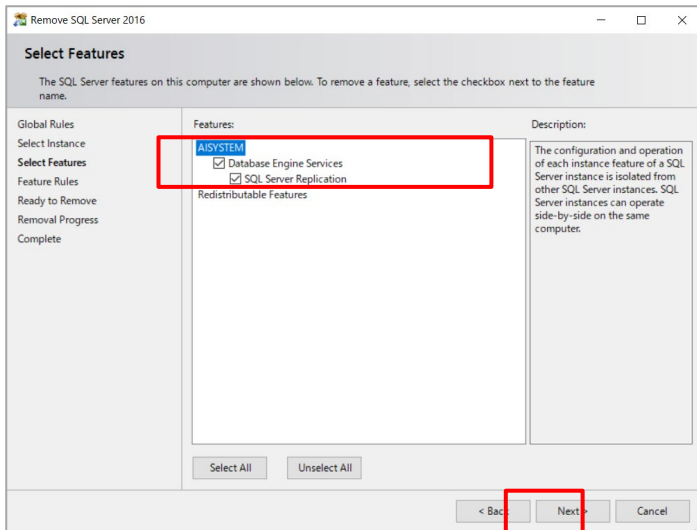 Remove SQL Server 2016
Select Features
The SQL Server features on this computer are shown below. To remove a feature, select the checkbox next to the feature
name.
Global Rules
Select Instance
Select Features
Feature Rules
Ready to Remove
Removal Progress
Complete
Features:
AISYSTEM
Database Engine Services
SQL Server Replication
Redistributable Features
Description:
The configuration and operation
of each instance feature of a SQL
Server instance is isolated from
other SQL Server instances. SQL
Server instances can operate
side-by-side on the same
computer.
Select All
Unselect All
< Back
Next >
Cancel